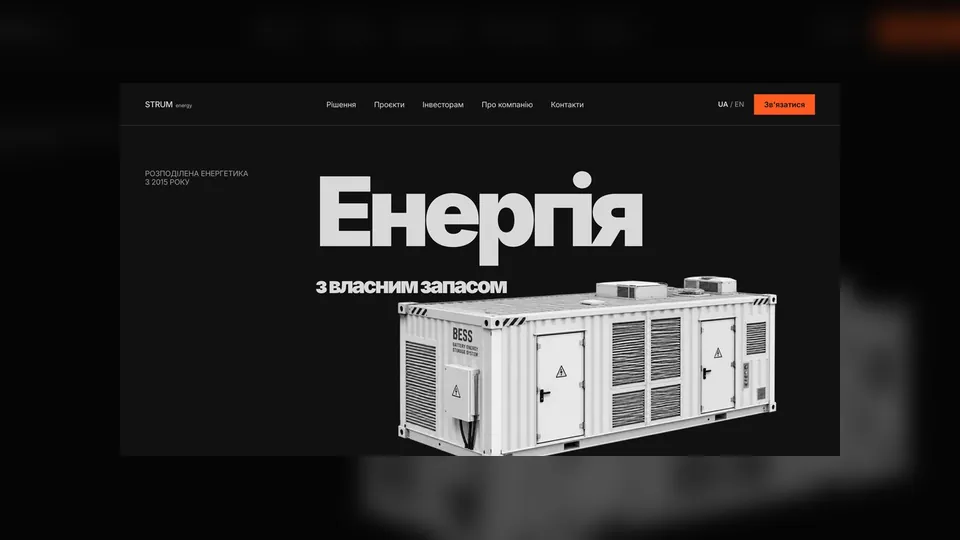 STRUM energy
Рішення Проєкти Інвесторам Про компанію Контакти
UA / EN
Зв'язатися
РОЗПОДІЛЕНА ЕНЕРГЕТИКА
З 2015 РОКУ
Енергія
з власним запасом
BESS
BATTERY ENERGY
STORAGE SYSTEM